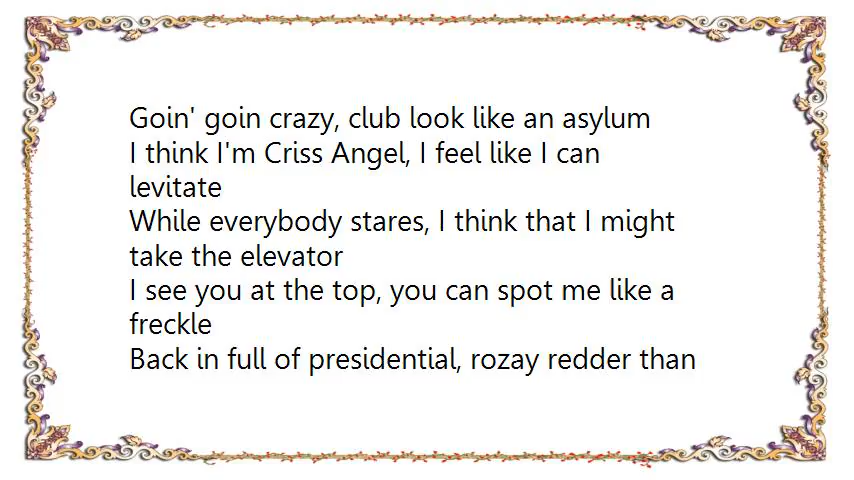 Goin' goin crazy, club look like an asylum
I think I'm Criss Angel, I feel like I can
levitate
While everybody stares, I think that I might
take the elevator
I see you at the top, you can spot me like a
freckle
Back in full of presidential, rozay redder than